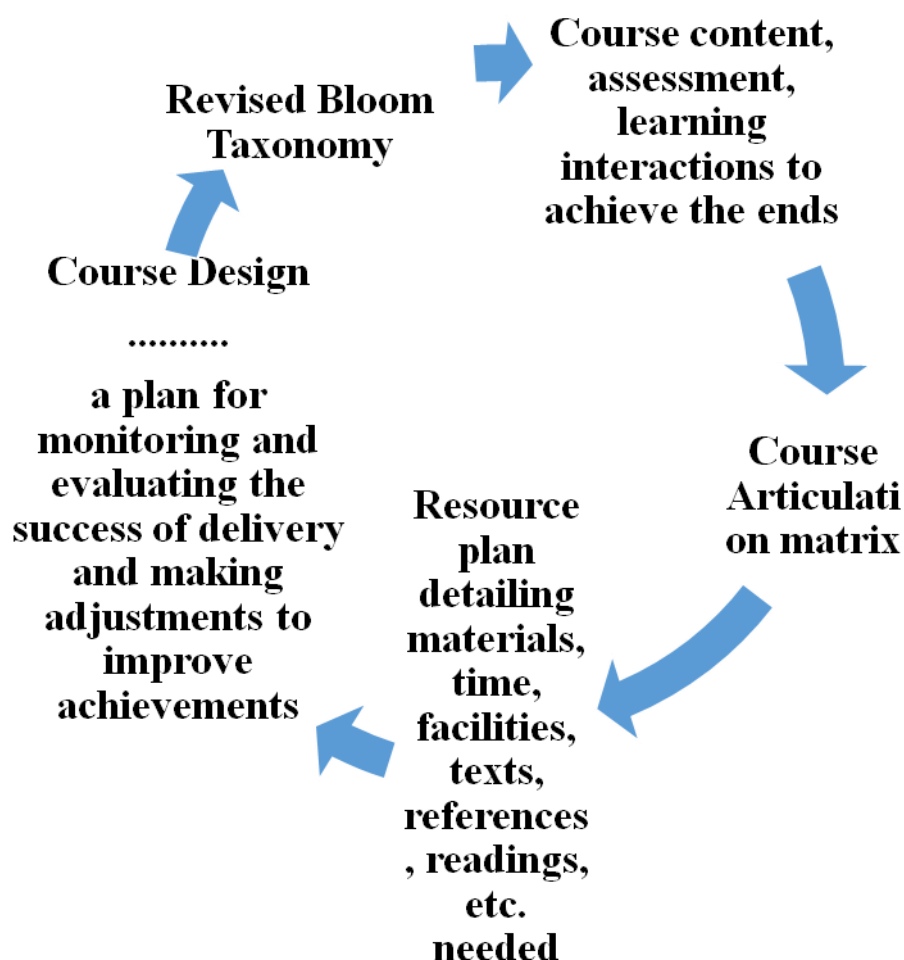 Revised Bloom
Taxonomy
Course content,
assessment,
learning
interactions to
achieve the ends
Course
Articulati
on matrix
Resource
plan
detailing
materials,
time,
facilities,
texts,
references
, readings,
etc.
needed
Course Design
..........
a plan for
monitoring and
evaluating the
success of delivery
and making
adjustments to
improve
achievements